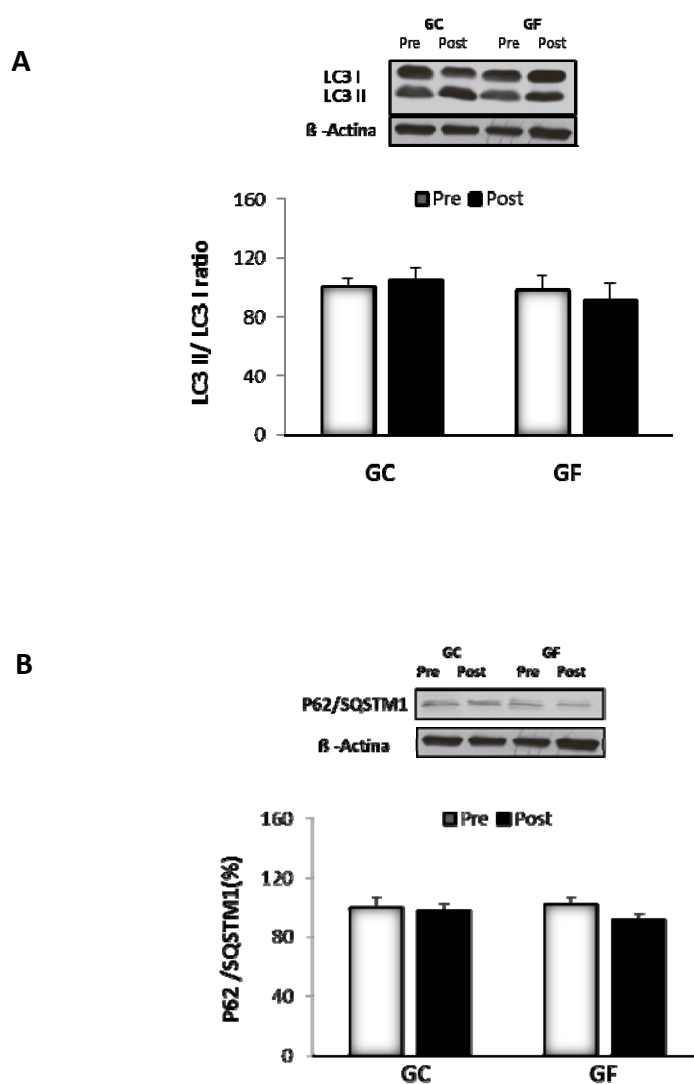 A
GC GF
Pre Post Pre Post
LC3 I
LC3 II
ß -Actina
Pre Post
160
120
80
40
0
LC3 II/ LC3 I ratio
GC GF
B
GC GF
Pre Post Pre Post
P62/SQSTM1
ß -Actina
Pre Post
160
120
80
40
0
P62 /SQSTM1(%)
GC GF